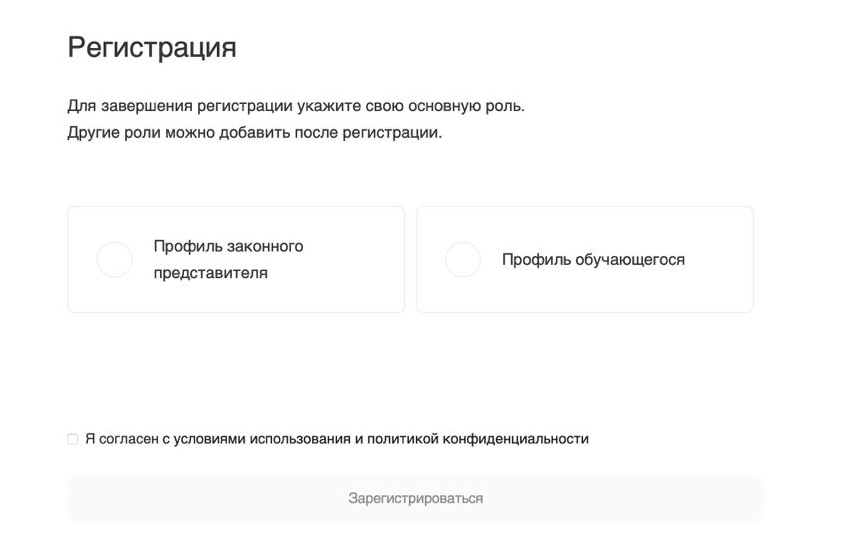 Регистрация
Для завершения регистрации укажите свою основную роль.
Другие роли можно добавить после регистрации.
Профиль законного
представителя
Профиль обучающегося
Я согласен с условиями использования и политикой конфиденциальности
Зарегистрироваться